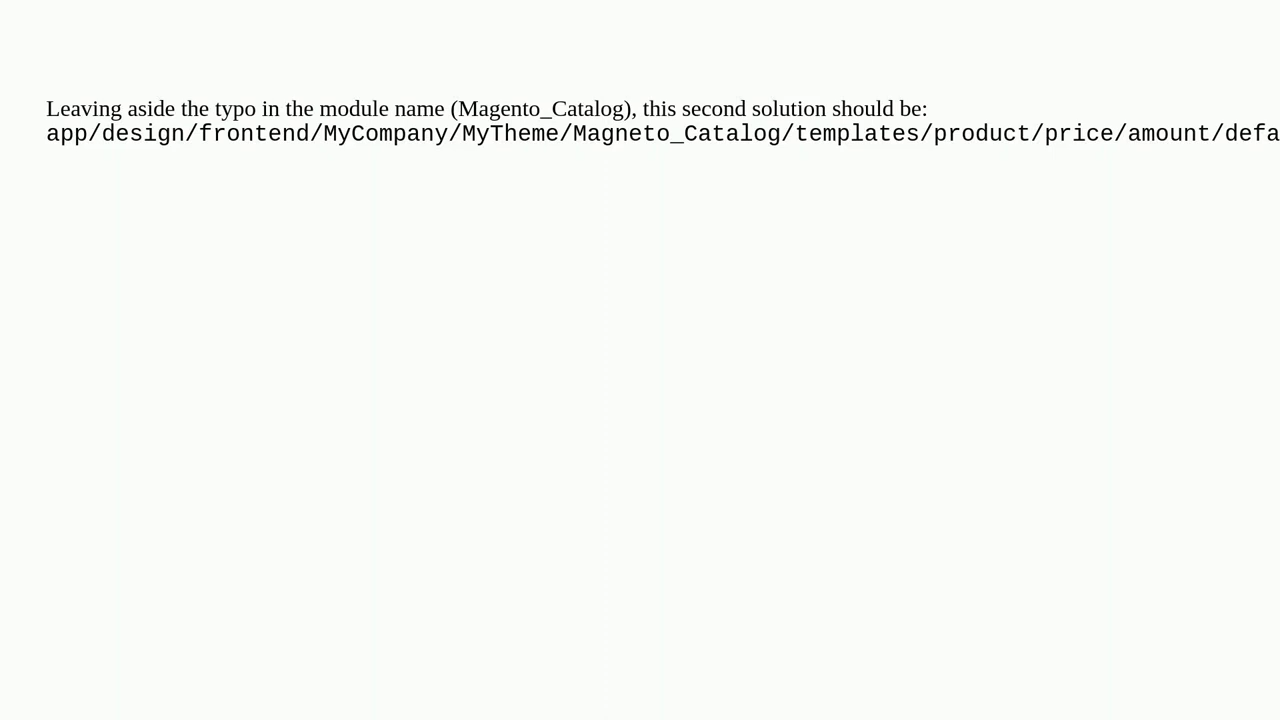 Leaving aside the typo in the module name (Magento_Catalog), this second solution should be:
app/design/frontend/MyCompany/MyTheme/Magneto_Catalog/templates/product/price/amount/defa